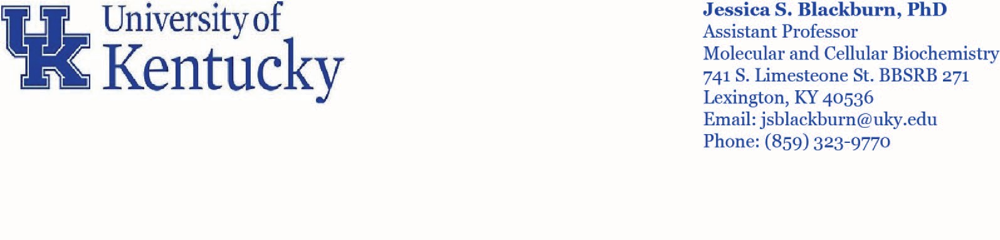 UK
University of
Kentucky
Jessica S. Blackburn, PhD
Assistant Professor
Molecular and Cellular Biochemistry
741 S. Limesteone St. BBSRB 271
Lexington, KY 40536
Email: jsblackburn@uky.edu
Phone: (859) 323-9770